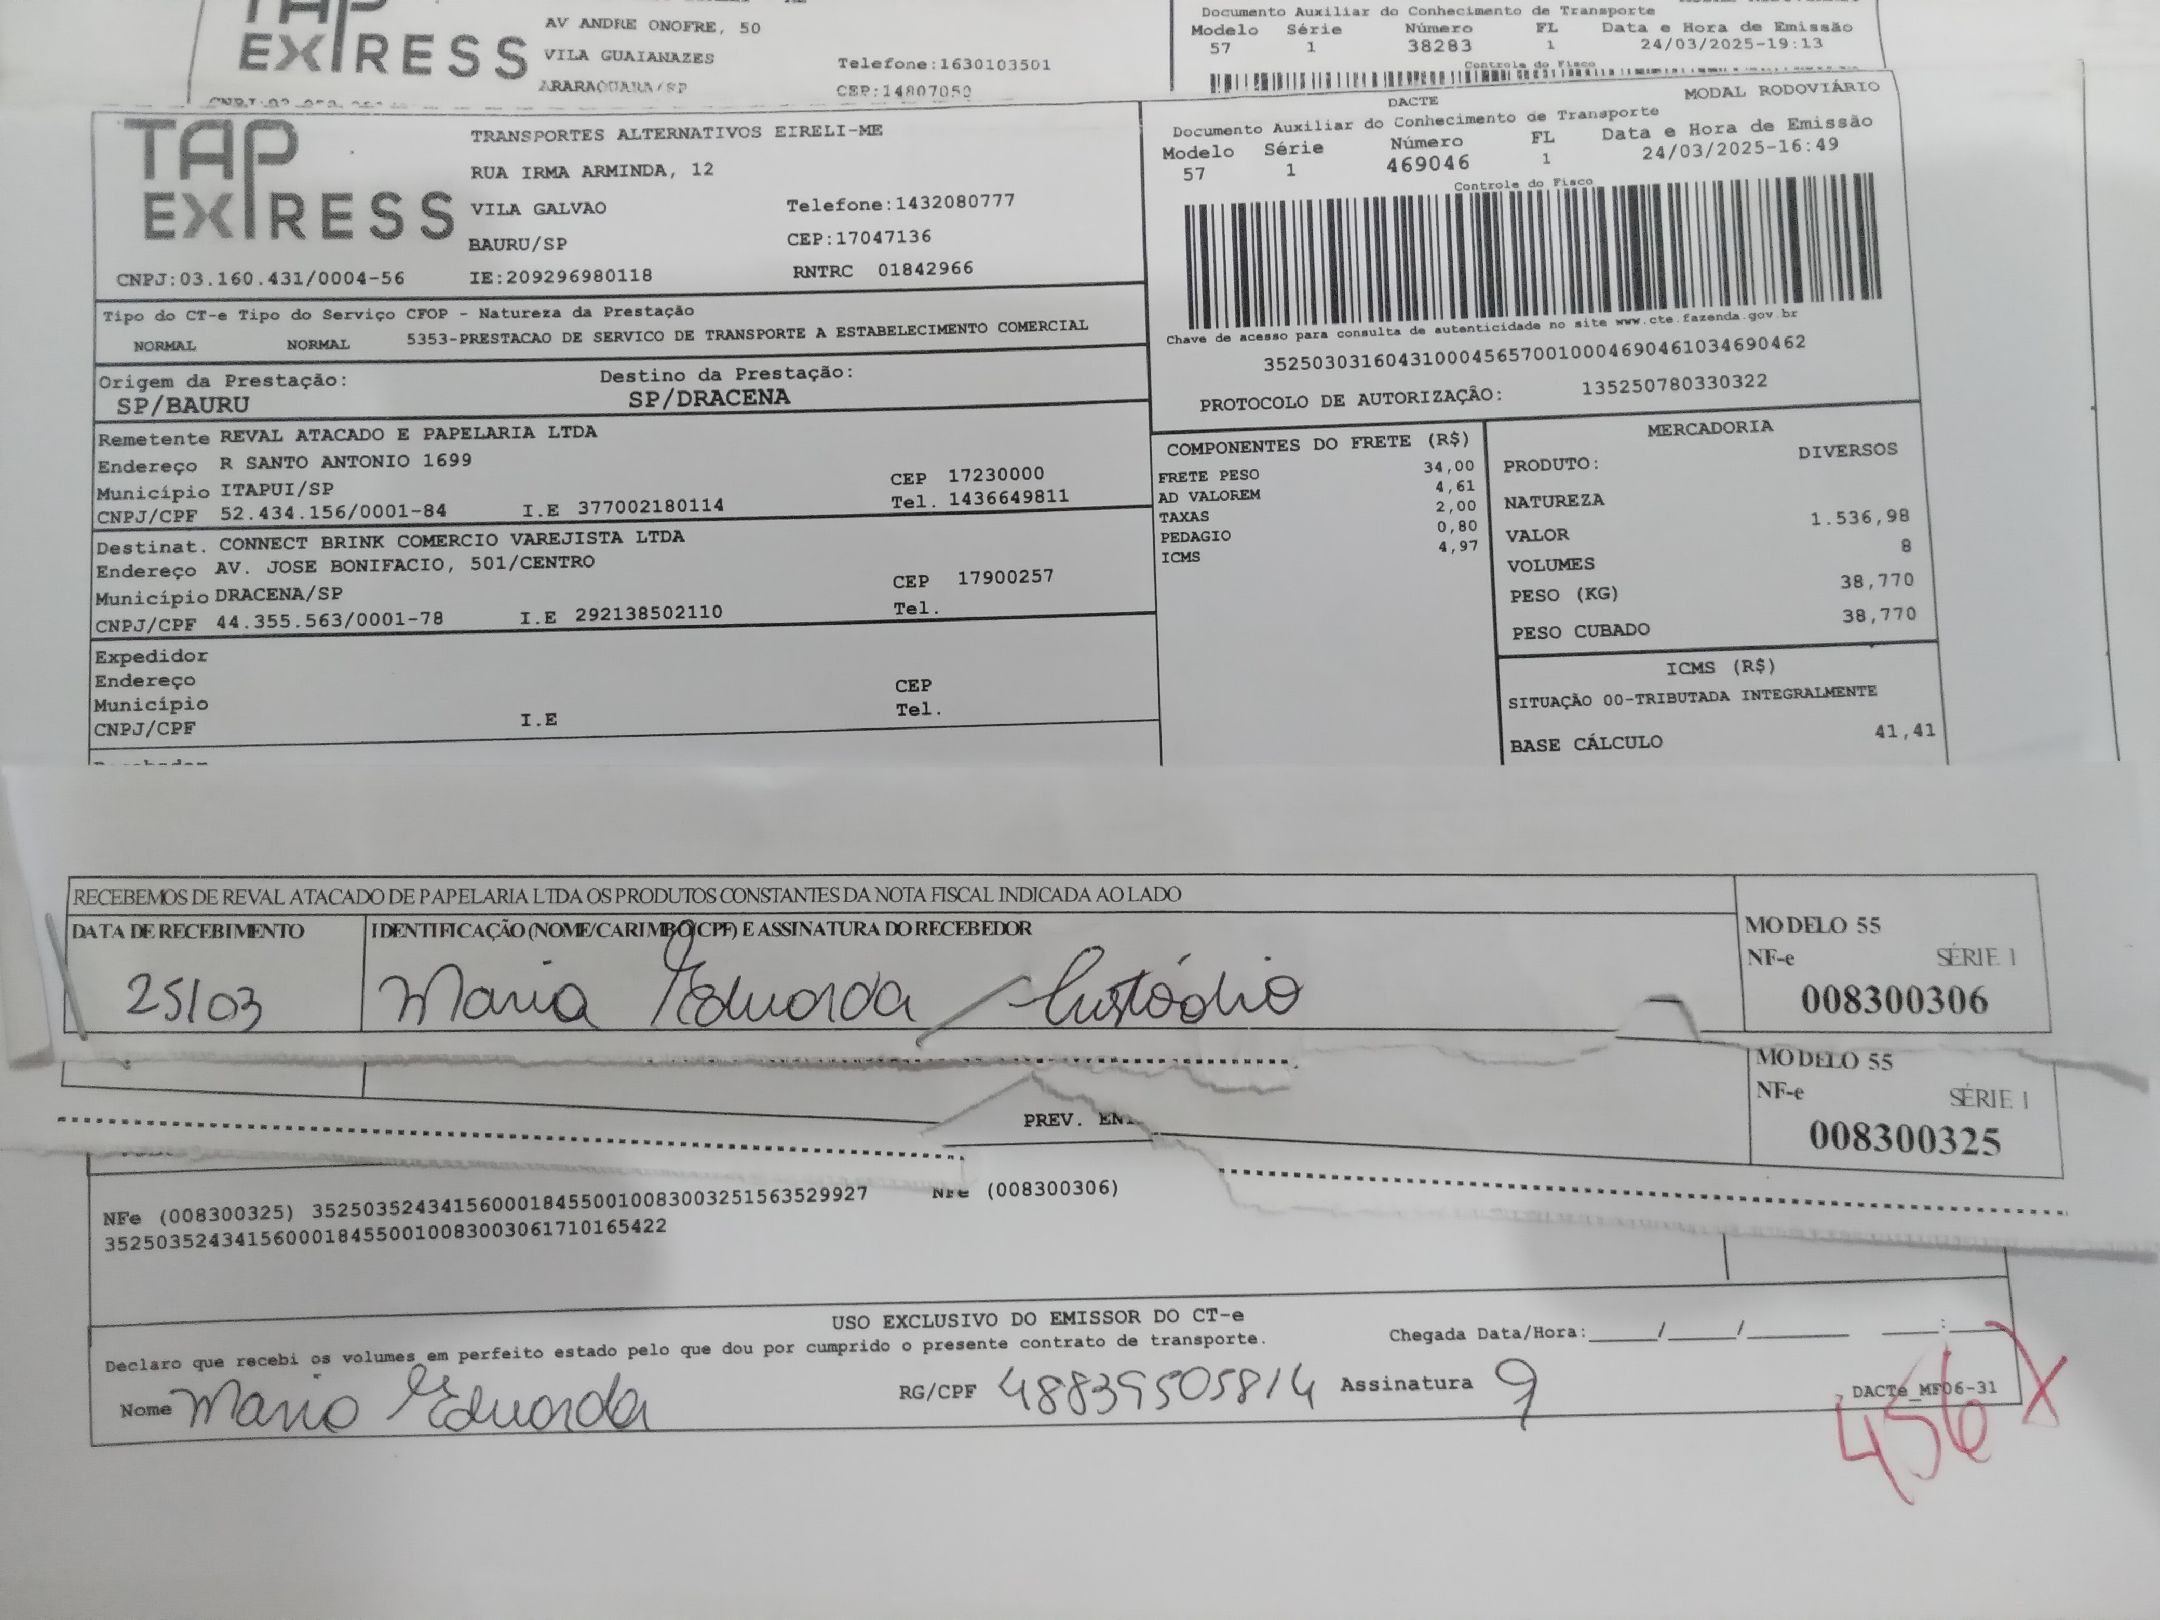 TAP
EXPRESS
AV ANDRE ONOFRE, 50
VILA GUAIANAZES
ARARAQUARA/SP
Telefone:1630103501
CEP:14807050
Documento Auxiliar do Conhecimento de Transporte
Modelo Série Número FL Data e Hora de Emissão
57 1 38283 1 24/03/2025-19:13
Controle do Fisco
TAP
EXPRESS
TRANSPORTES ALTERNATIVOS EIRELI-ME
RUA IRMA ARMINDA, 12
VILA GALVAO Telefone:1432080777
BAURU/SP CEP:17047136
CNPJ:03.160.431/0004-56 IE:209296980118 RNTRC 01842966
DACTE MODAL RODOVIÁRIO
Documento Auxiliar do Conhecimento de Transporte
Modelo Série Número FL Data e Hora de Emissão
57 1 469046 1 24/03/2025-16:49
Controle do Fisco
Chave de acesso para consulta de autenticidade no site www.cte.fazenda.gov.br
35250303160431000456570010004690461034690462
PROTOCOLO DE AUTORIZAÇÃO: 135250780330322
Tipo do CT-e Tipo do Serviço CFOP - Natureza da Prestação
NORMAL NORMAL 5353-PRESTACAO DE SERVICO DE TRANSPORTE A ESTABELECIMENTO COMERCIAL
Origem da Prestação: Destino da Prestação:
SP/BAURU SP/DRACENA
Remetente REVAL ATACADO E PAPELARIA LTDA
Endereço R SANTO ANTONIO 1699
Município ITAPUI/SP CEP 17230000
CNPJ/CPF 52.434.156/0001-84 I.E 377002180114 Tel. 1436649811
Destinat. CONNECT BRINK COMERCIO VAREJISTA LTDA
Endereço AV. JOSE BONIFACIO, 501/CENTRO
Município DRACENA/SP CEP 17900257
CNPJ/CPF 44.355.563/0001-78 I.E 292138502110 Tel.
Expedidor
Endereço
Município CEP
CNPJ/CPF I.E Tel.
COMPONENTES DO FRETE (R$)
FRETE PESO 34,00
AD VALOREM 4,61
TAXAS 2,00
PEDAGIO 0,80
ICMS 4,97
MERCADORIA
PRODUTO: DIVERSOS
NATUREZA
VALOR 1.536,98
VOLUMES 8
PESO (KG) 38,770
PESO CUBADO 38,770
ICMS (R$)
SITUAÇÃO 00-TRIBUTADA INTEGRALMENTE
BASE CÁLCULO 41,41
RECEBEMOS DE REVAL ATACADO DE PAPELARIA LTDA OS PRODUTOS CONSTANTES DA NOTA FISCAL INDICADA AO LADO
DATA DE RECEBIMENTO IDENTIFICAÇÃO (NOME/CARIMBO/CPF) E ASSINATURA DO RECEBEDOR
25/03 Maria Eduarda Custódio
MODELO 55
NF-e SÉRIE 1
008300306
MODELO 55
NF-e SÉRIE 1
008300325
PREV.
NFe (008300325) 35250352434156000184550010083003251563529927 NFe (008300306)
35250352434156000184550010083003061710165422
USO EXCLUSIVO DO EMISSOR DO CT-e
Declaro que recebi os volumes em perfeito estado pelo que dou por cumprido o presente contrato de transporte. Chegada Data/Hora:_____/_____/_______ ____:____
Nome Maria Eduarda RG/CPF 48839505814 Assinatura
DACTe_MF06-31
456